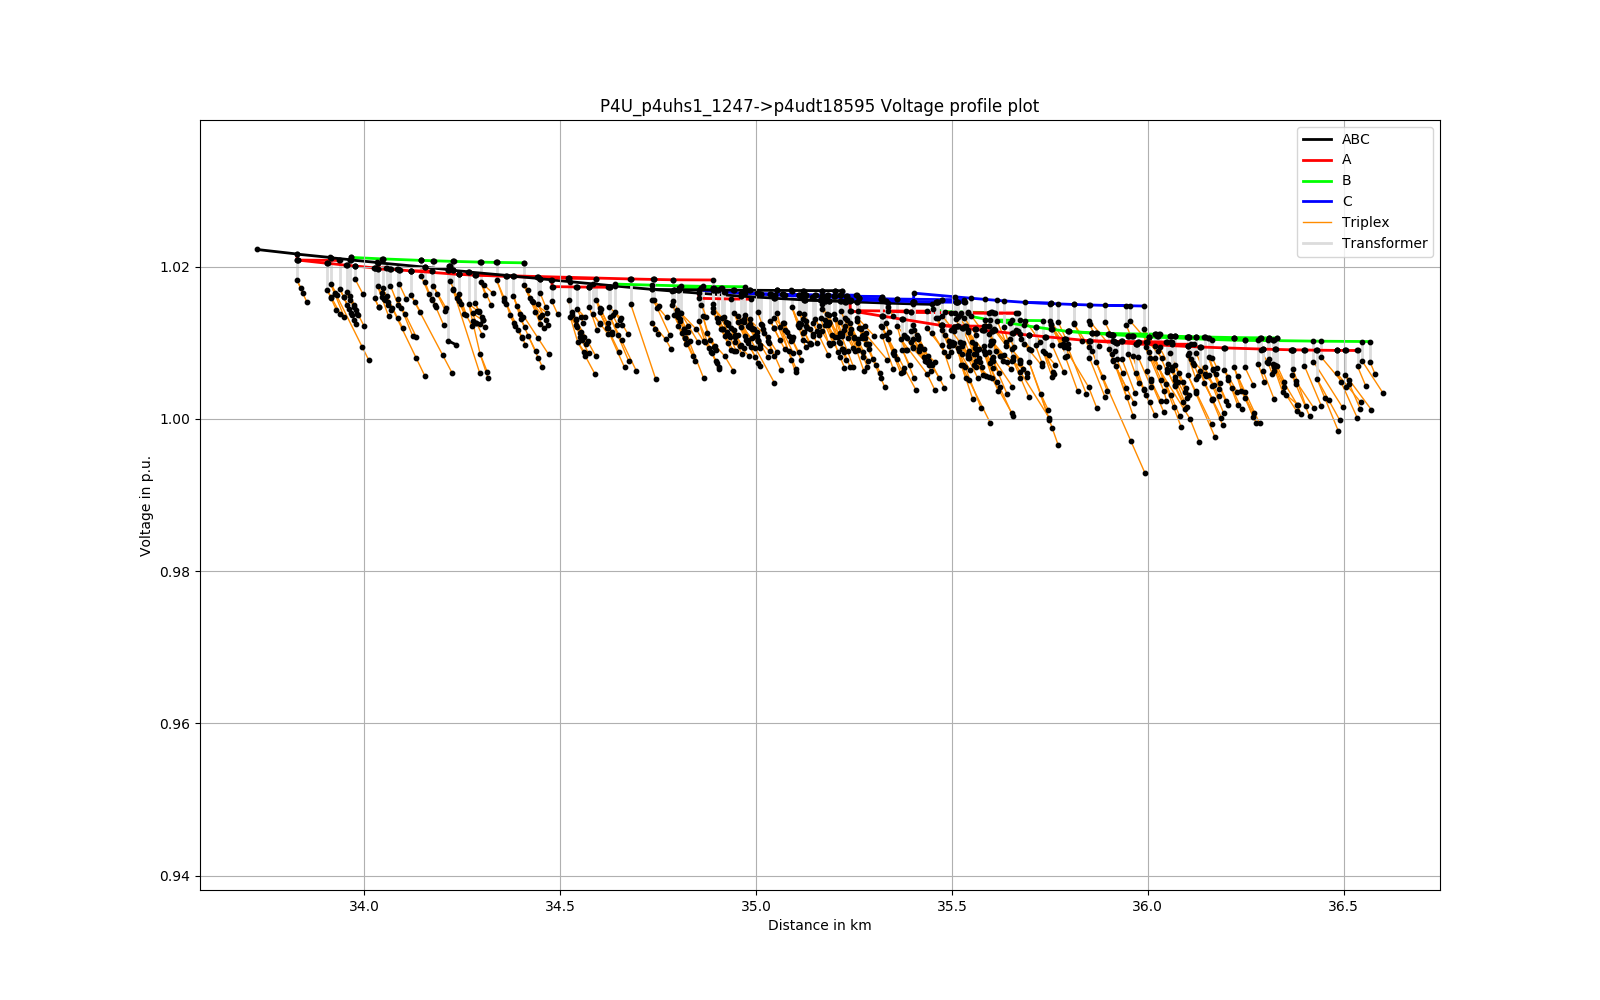 P4U_p4uhs1_1247->p4udt18595 Voltage profile plot
ABC
A
B
C
Triplex
Transformer
1.02
1.00
0.98
0.96
0.94
Voltage in p.u.
34.0 34.5 35.0 35.5 36.0 36.5
Distance in km